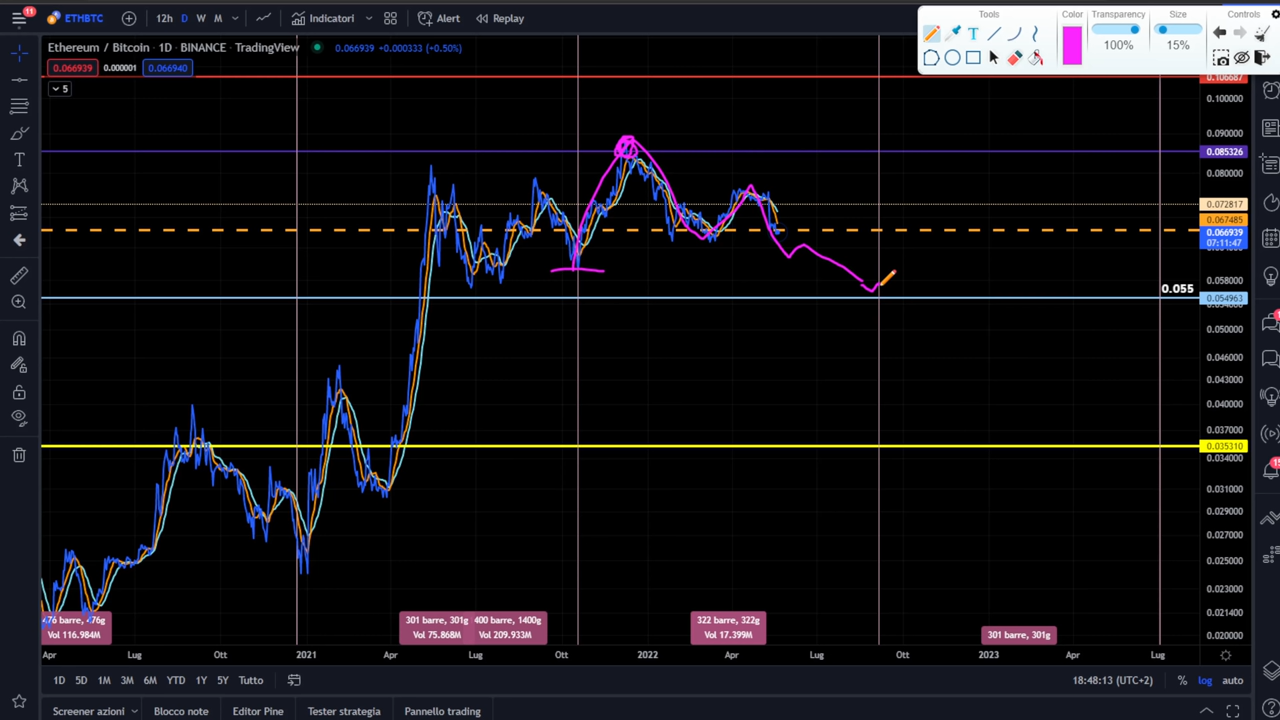 11
ETHBTC
12h D W M
Indicatori
Alert
Replay
Tools
Color
Transparency
Size
Controls
100%
15%
Ethereum / Bitcoin · 1D · BINANCE · TradingView
0.066939 +0.000333 (+0.50%)
0.066939
0.000001
0.066940
5
0.106687
0.100000
0.090000
0.085326
0.080000
0.072817
0.067485
0.066939
07:11:47
0.058000
0.055
0.054963
0.050000
0.046000
0.043000
0.040000
0.037000
0.035310
0.034000
0.031000
0.029000
0.027000
0.025000
0.023000
0.021400
0.020000
476 barre, 476g
Vol 116.984M
301 barre, 301g
Vol 75.868M
400 barre, 1400g
Vol 209.933M
322 barre, 322g
Vol 17.399M
301 barre, 301g
Apr Lug Ott 2021 Apr Lug Ott 2022 Apr Lug Ott 2023 Apr Lug
1D 5D 1M 3M 6M YTD 1Y 5Y Tutto
18:48:13 (UTC+2)
% log auto
Screener azioni
Blocco note
Editor Pine
Tester strategia
Pannello trading